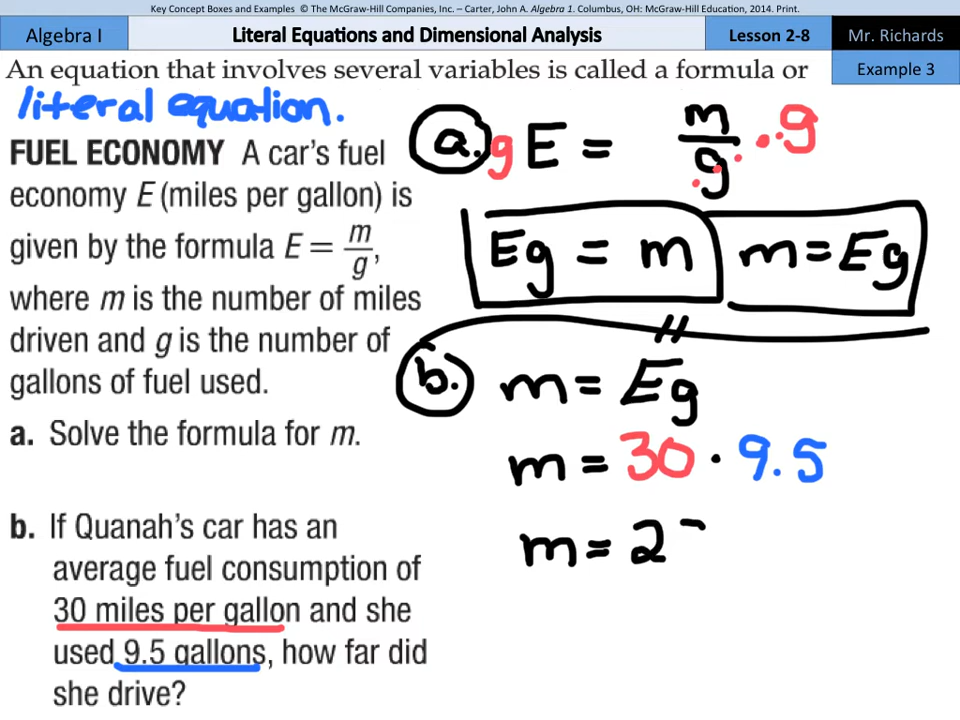 Key Concept Boxes and Examples © The McGraw-Hill Companies, Inc. – Carter, John A. Algebra 1. Columbus, OH: McGraw-Hill Education, 2014. Print.
Algebra I
Literal Equations and Dimensional Analysis
Lesson 2-8
Mr. Richards
An equation that involves several variables is called a formula or
Example 3
literal equation.
FUEL ECONOMY A car's fuel
economy E (miles per gallon) is
given by the formula E = m/g,
where m is the number of miles
driven and g is the number of
gallons of fuel used.
a. Solve the formula for m.
b. If Quanah's car has an
average fuel consumption of
30 miles per gallon and she
used 9.5 gallons, how far did
she drive?
a. g E = m/g · g
Eg = m
m = Eg
b. m = Eg
m = 30 · 9.5
m = 2